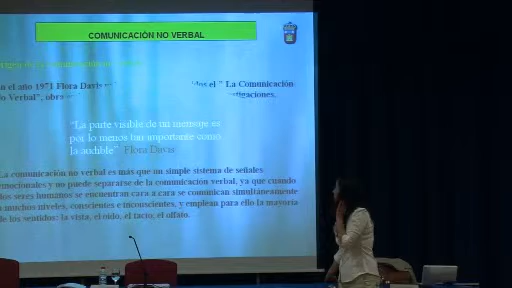 COMUNICACIÓN NO VERBAL
n el año 1971 Flora Davis el " La Comunicación
o Verbal", obra
"La parte visible de un mensaje es
por lo menos tan importante como
la audible" Flora Davis
La comunicación no verbal es más que un simple sistema de señales
emocionales y no puede separarse de la comunicación verbal, ya que cuando
los seres humanos se encuentran cara a cara se comunican simultáneamente
a muchos niveles, conscientes e inconscientes, y emplean para ello la mayoría
de los sentidos: la vista, el oído, el tacto, el olfato.